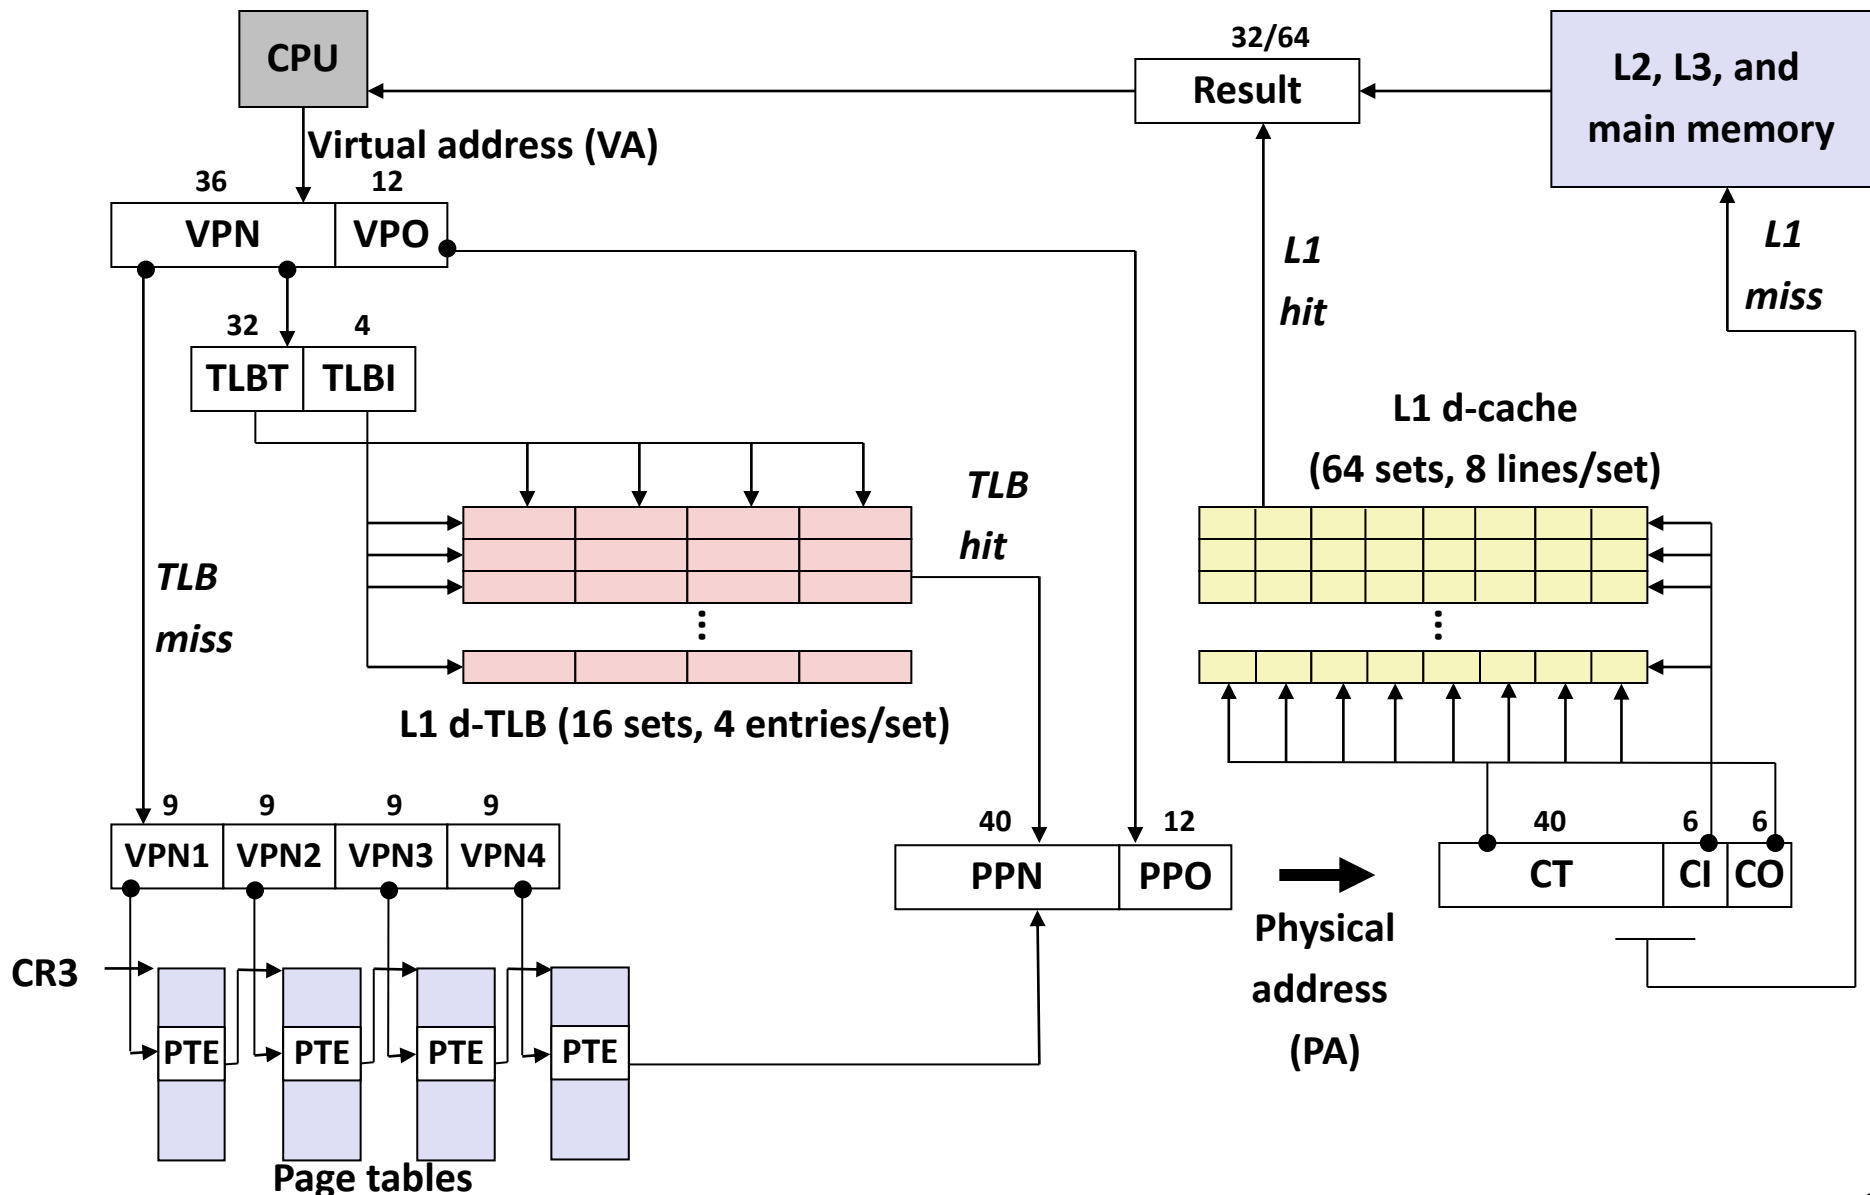 CPU
32/64
Result
L2, L3, and
main memory
Virtual address (VA)
36 12
VPN VPO
L1
hit
L1
miss
32 4
TLBT TLBI
L1 d-cache
(64 sets, 8 lines/set)
TLB
hit
TLB
miss
...
...
L1 d-TLB (16 sets, 4 entries/set)
9 9 9 9
VPN1 VPN2 VPN3 VPN4
40 12
PPN PPO
40 6 6
CT CI CO
Physical
address
(PA)
CR3
PTE PTE PTE PTE
Page tables